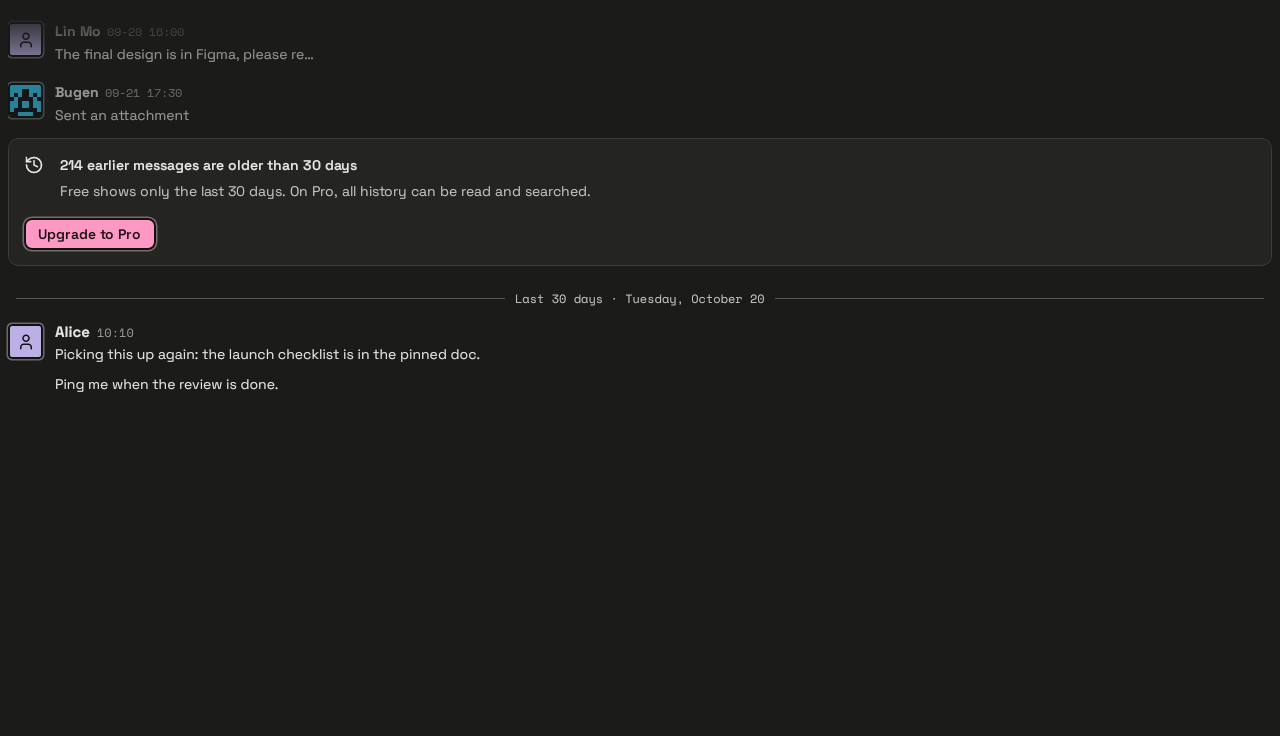 Lin Mo 09-20 16:00
The final design is in Figma, please re…
Bugen 09-21 17:30
Sent an attachment
214 earlier messages are older than 30 days
Free shows only the last 30 days. On Pro, all history can be read and searched.
Upgrade to Pro
Last 30 days · Tuesday, October 20
Alice 10:10
Picking this up again: the launch checklist is in the pinned doc.
Ping me when the review is done.